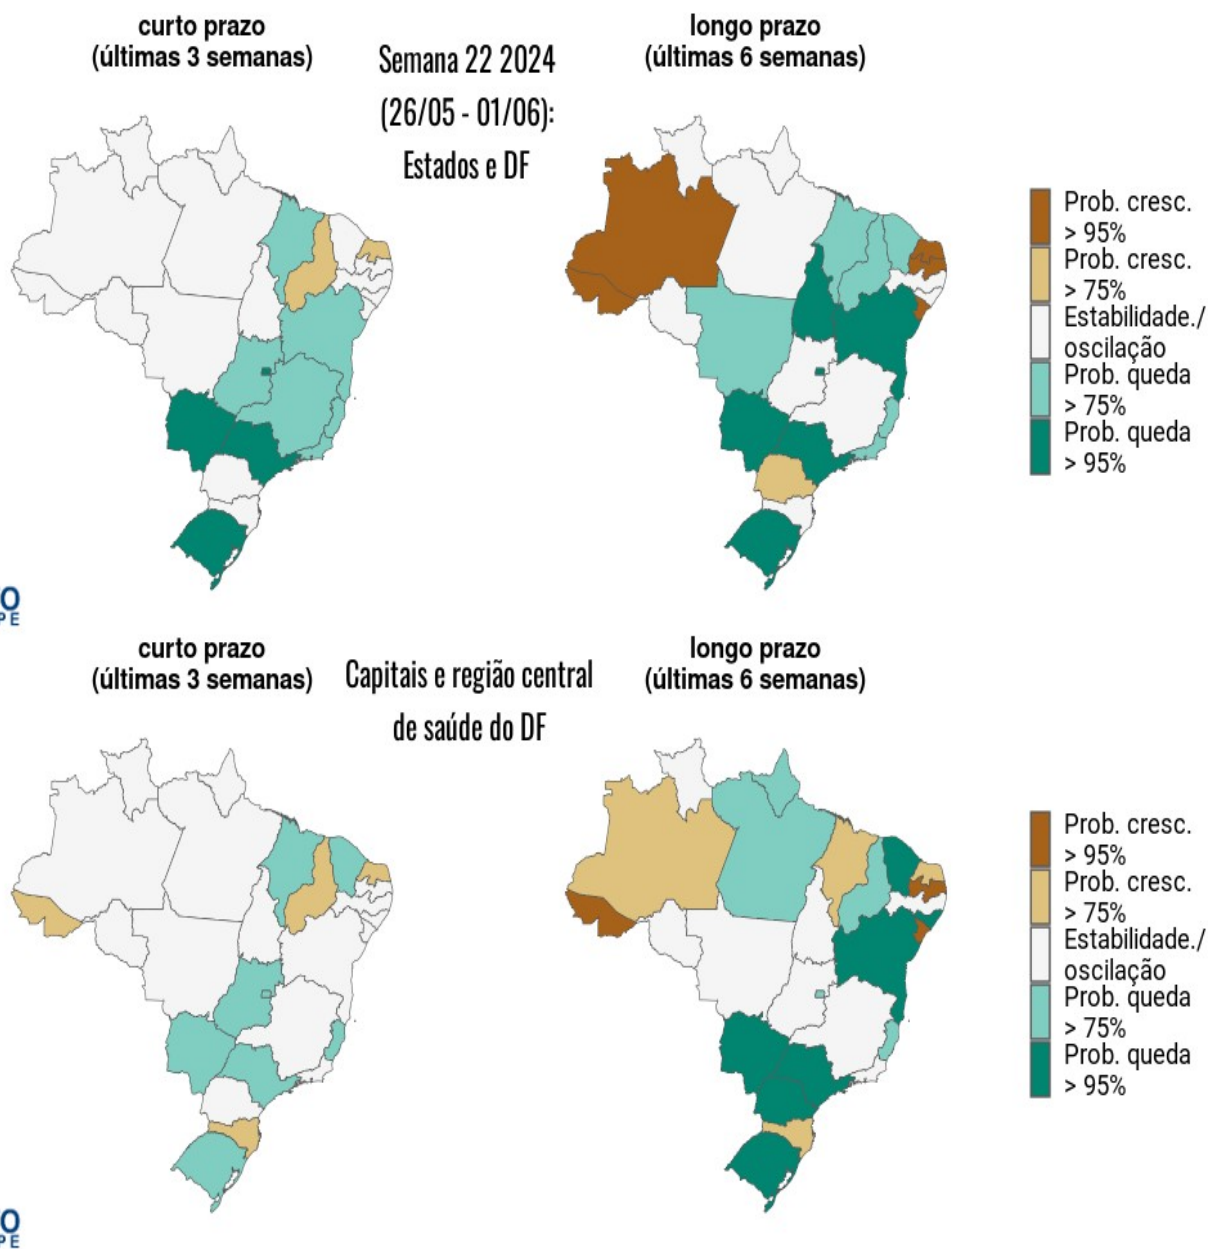 curto prazo
(últimas 3 semanas)
Semana 22 2024
(26/05 - 01/06):
Estados e DF
longo prazo
(últimas 6 semanas)
Prob. cresc.
> 95%
Prob. cresc.
> 75%
Estabilidade./
oscilação
Prob. queda
> 75%
Prob. queda
> 95%
O
PE
curto prazo
(últimas 3 semanas)
Capitais e região central
de saúde do DF
longo prazo
(últimas 6 semanas)
Prob. cresc.
> 95%
Prob. cresc.
> 75%
Estabilidade./
oscilação
Prob. queda
> 75%
Prob. queda
> 95%
O
PE